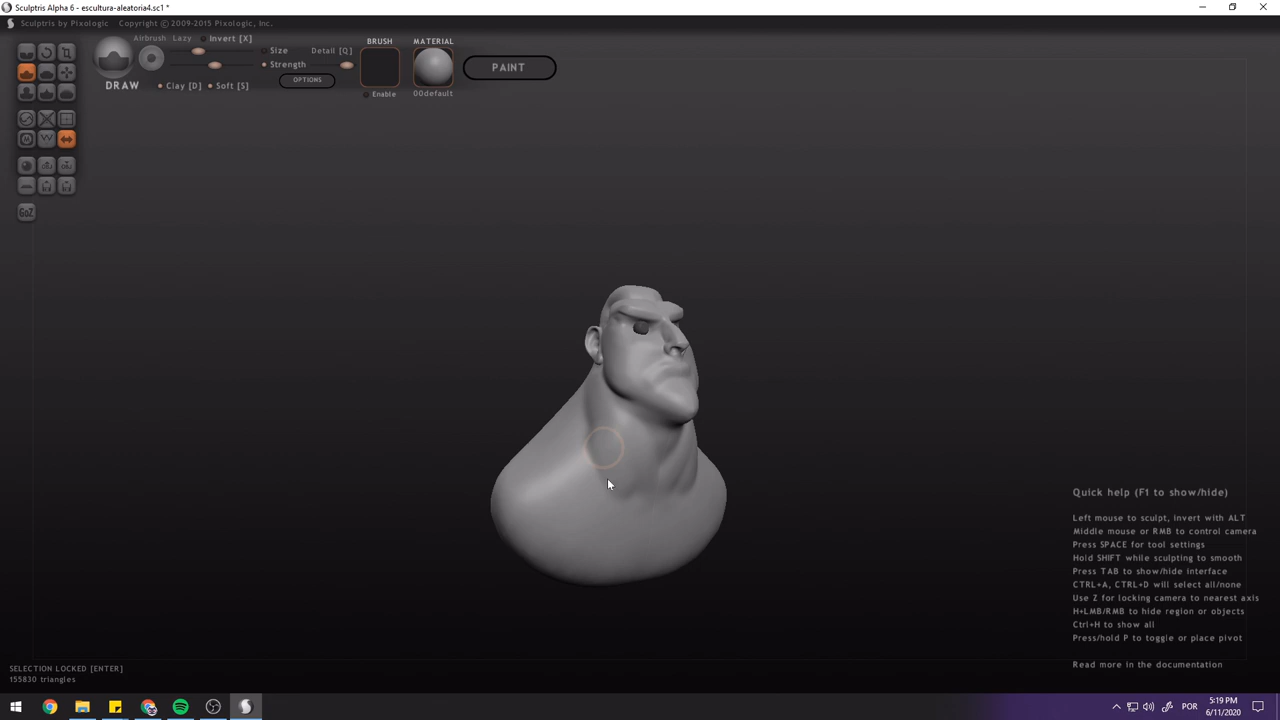 Sculptris Alpha 6 - escultura-aleatoria4.sc1 *
Sculptris by Pixologic Copyright © 2009-2015 Pixologic, Inc.
Airbrush Lazy Invert [X]
Size Detail [Q]
Strength
DRAW Clay [D] Soft [S] OPTIONS
BRUSH
Enable
MATERIAL
00default
PAINT
GoZ
Quick help (F1 to show/hide)
Left mouse to sculpt, invert with ALT
Middle mouse or RMB to control camera
Press SPACE for tool settings
Hold SHIFT while sculpting to smooth
Press TAB to show/hide interface
CTRL+A, CTRL+D will select all/none
Use Z for locking camera to nearest axis
H+LMB/RMB to hide region or objects
Ctrl+H to show all
Press/hold P to toggle or place pivot
Read more in the documentation
SELECTION LOCKED [ENTER]
155830 triangles
POR
5:19 PM
6/11/2020